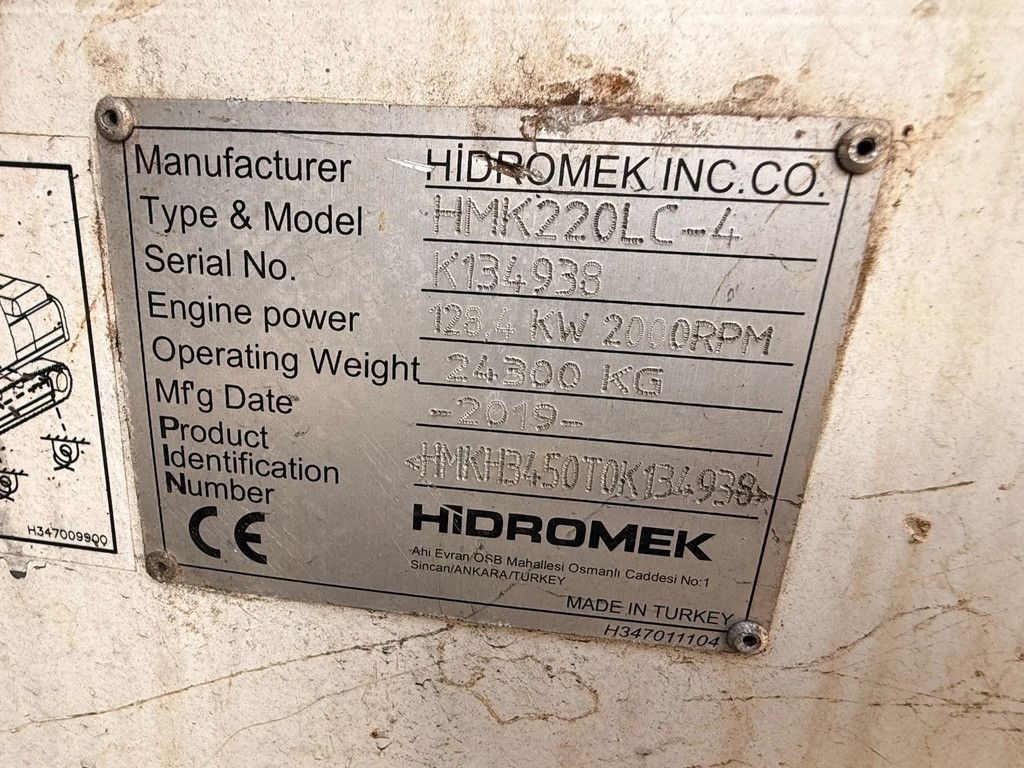 Manufacturer HİDROMEK INC.CO.
Type & Model HMK220LC-4
Serial No. K134938
Engine power 128,4 KW 2000RPM
Operating Weight 24300 KG
Mf'g Date -2019-
Product
Identification
Number <HMKH3450T0K134938>
CE
HİDROMEK
Ahi Evran OSB Mahallesi Osmanlı Caddesi No:1
Sincan/ANKARA/TURKEY
MADE IN TURKEY
H347011104
H347009900